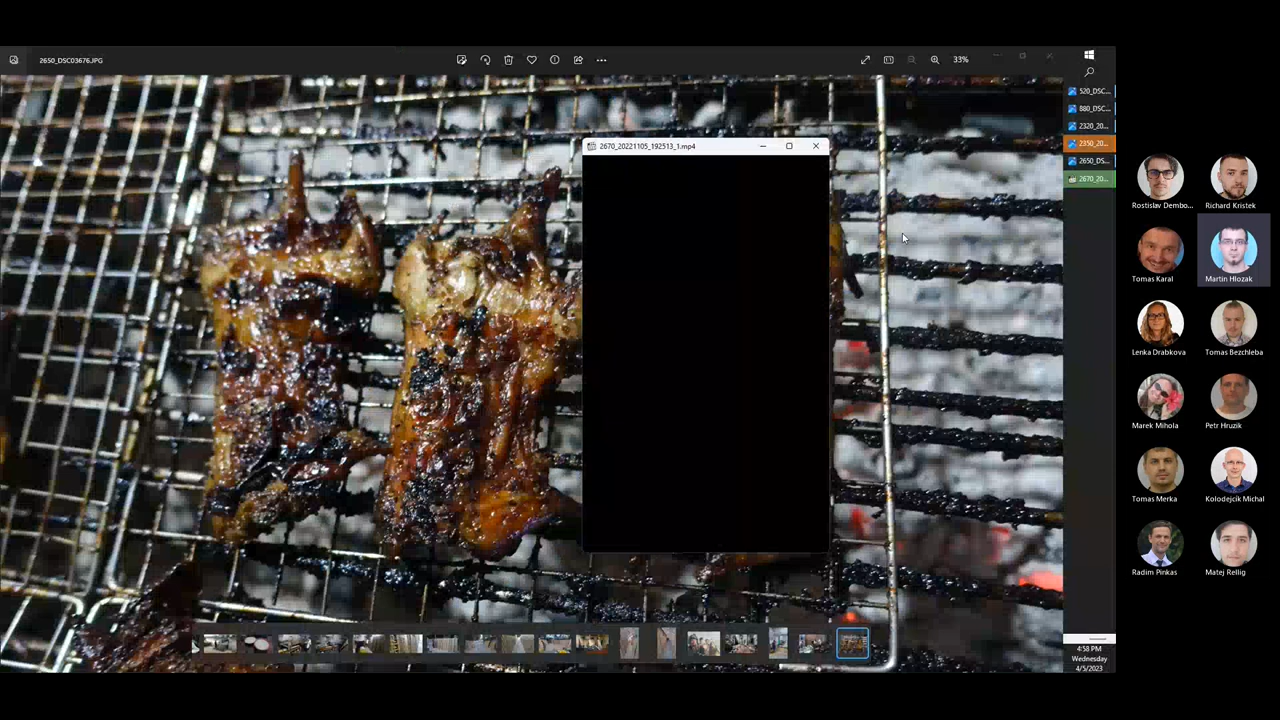 2650_DSC03676.JPG
33%
2670_20221105_192513_1.mp4
520_DSC...
880_DSC...
2320_20...
2350_20...
2650_DS...
2670_20...
4:58 PM
Wednesday
4/5/2023
Rostislav Dembo...
Richard Kristek
Tomas Karal
Martin Hlozak
Lenka Drabkova
Tomas Bezchleba
Marek Mihola
Petr Hruzik
Tomas Merka
Kolodejcik Michal
Radim Pinkas
Matej Rellig